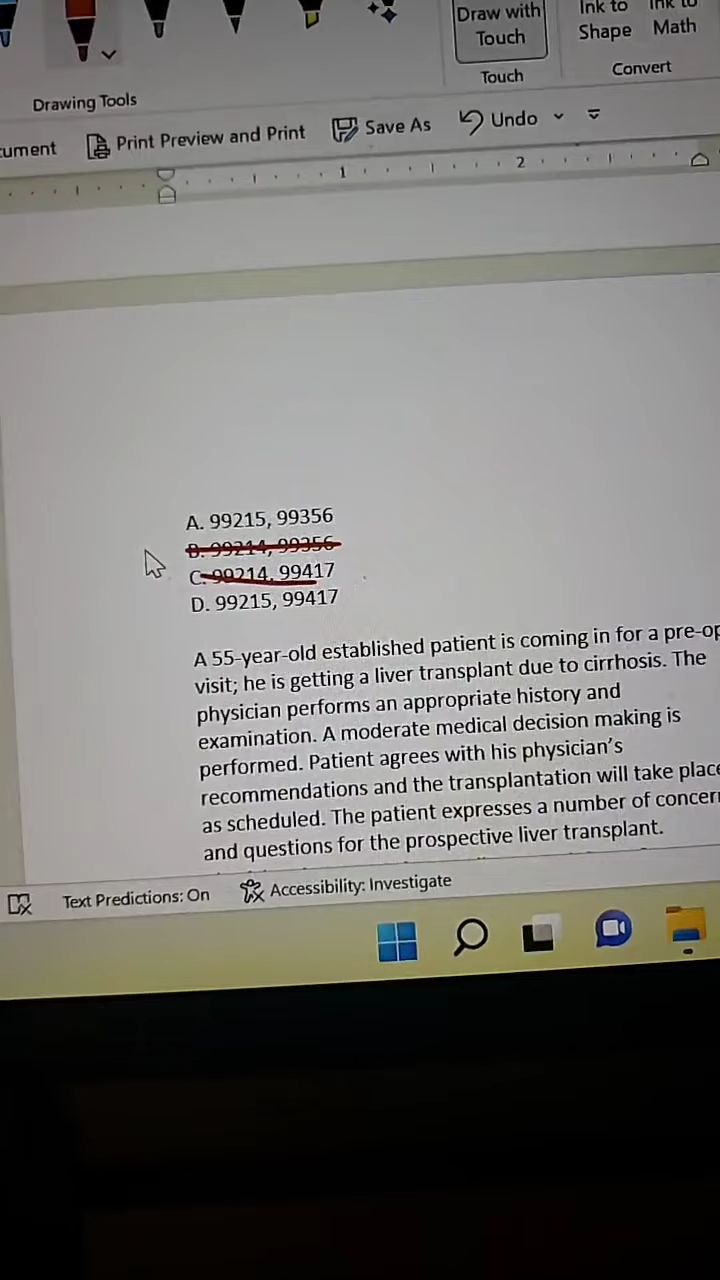 Draw with
Touch
Ink to
Shape
Ink to
Math
Drawing Tools
Touch
Convert
Print Preview and Print
Save As
Undo
1
2
A. 99215, 99356
B. 99214, 99356
C. 99214, 99417
D. 99215, 99417
A 55-year-old established patient is coming in for a pre-op
visit; he is getting a liver transplant due to cirrhosis. The
physician performs an appropriate history and
examination. A moderate medical decision making is
performed. Patient agrees with his physician's
recommendations and the transplantation will take place
as scheduled. The patient expresses a number of concern
and questions for the prospective liver transplant.
Text Predictions: On
Accessibility: Investigate